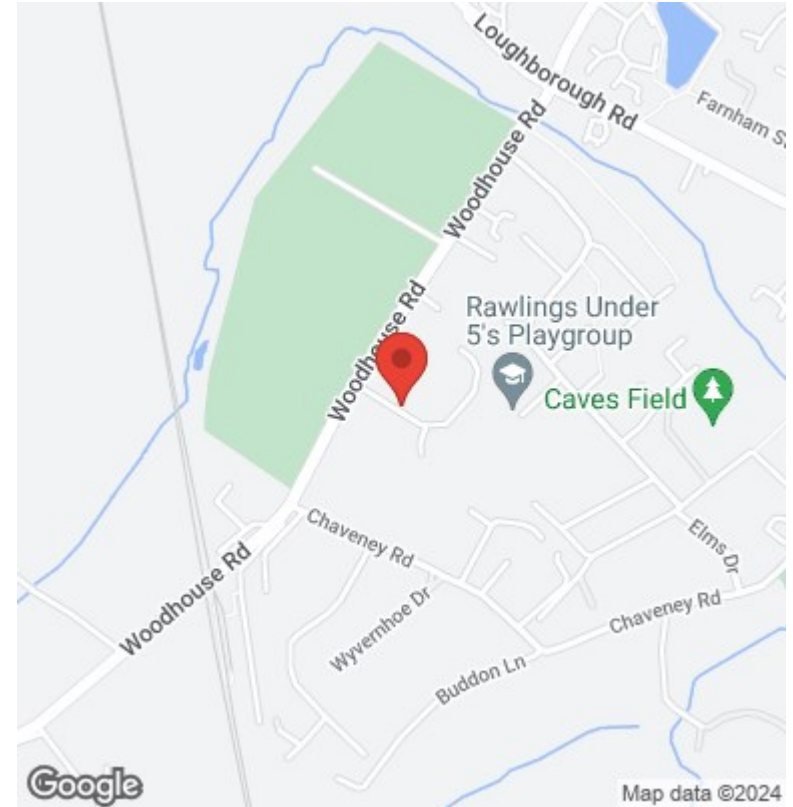 Loughborough Rd
Farnham S
Woodhouse Rd
Rawlings Under
5's Playgroup
Woodhouse Rd
Caves Field
Chaveney Rd
Elms Dr
Woodhouse Rd
Wyvernhoe Dr
Chaveney Rd
Buddon Ln
Google
Map data ©2024